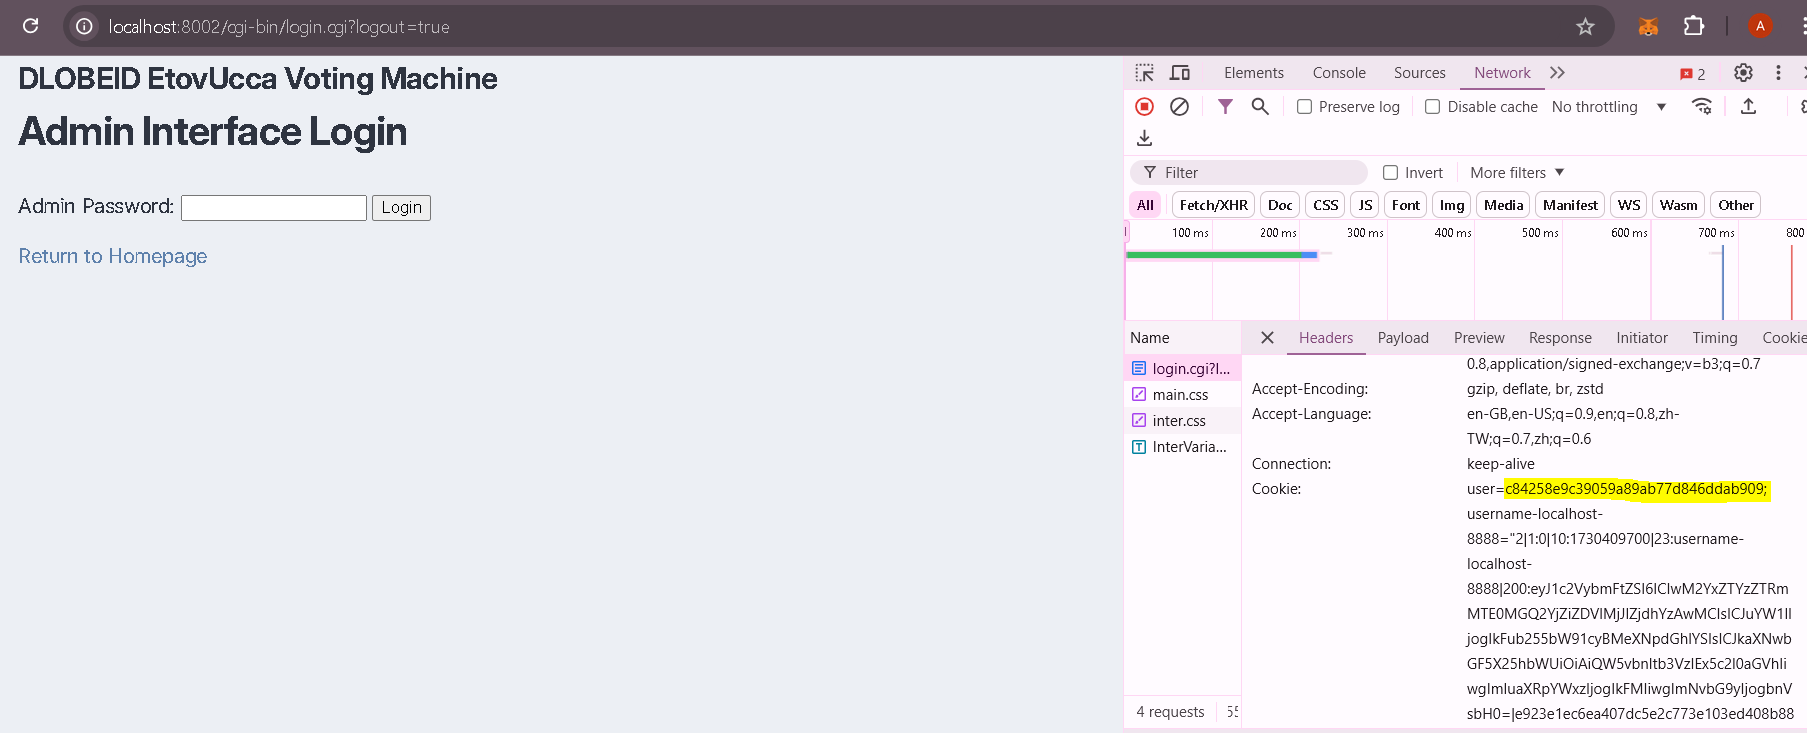 localhost:8002/cgi-bin/login.cgi?logout=true
A
DLOBEID EtovUcca Voting Machine
Admin Interface Login
Admin Password: Login
Return to Homepage
Elements Console Sources Network 2
Preserve log Disable cache No throttling
Filter Invert More filters
All Fetch/XHR Doc CSS JS Font Img Media Manifest WS Wasm Other
100 ms 200 ms 300 ms 400 ms 500 ms 600 ms 700 ms 800
Name Headers Payload Preview Response Initiator Timing Cookie
login.cgi?l...
main.css
inter.css
InterVaria...
0.8,application/signed-exchange;v=b3;q=0.7
Accept-Encoding: gzip, deflate, br, zstd
Accept-Language: en-GB,en-US;q=0.9,en;q=0.8,zh-
TW;q=0.7,zh;q=0.6
Connection: keep-alive
Cookie: user=c84258e9c39059a89ab77d846ddab909;
username-localhost-
8888="2|1:0|10:1730409700|23:username-
localhost-
8888|200:eyJ1c2VybmFtZSI6ICIwM2YxZTYzZTRm
MTE0MGQ2YjZiZDVlMjJlZjdhYzAwMCIsICJuYW1lI
jogIkFub255bW91cyBMeXNpdGhlYSIsICJkaXNwb
GF5X25hbWUiOiAiQW5vbnltb3VzIEx5c2l0aGVhIi
wgImluaXRpYWxzIjogIkFMIiwgImNvbG9yIjogbnV
sbH0=|e923e1ec6ea407dc5e2c773e103ed408b88
4 requests 55